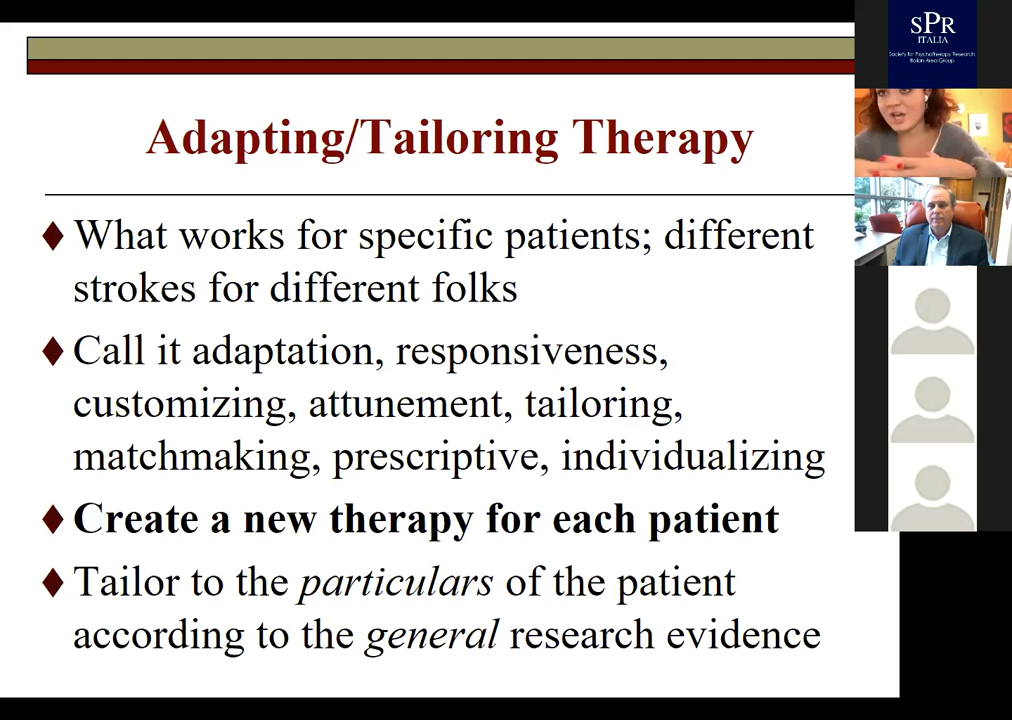 SPR
ITALIA
Society for Psychotherapy Research
Italian Area Group
Adapting/Tailoring Therapy
What works for specific patients; different
strokes for different folks
Call it adaptation, responsiveness,
customizing, attunement, tailoring,
matchmaking, prescriptive, individualizing
Create a new therapy for each patient
Tailor to the particulars of the patient
according to the general research evidence